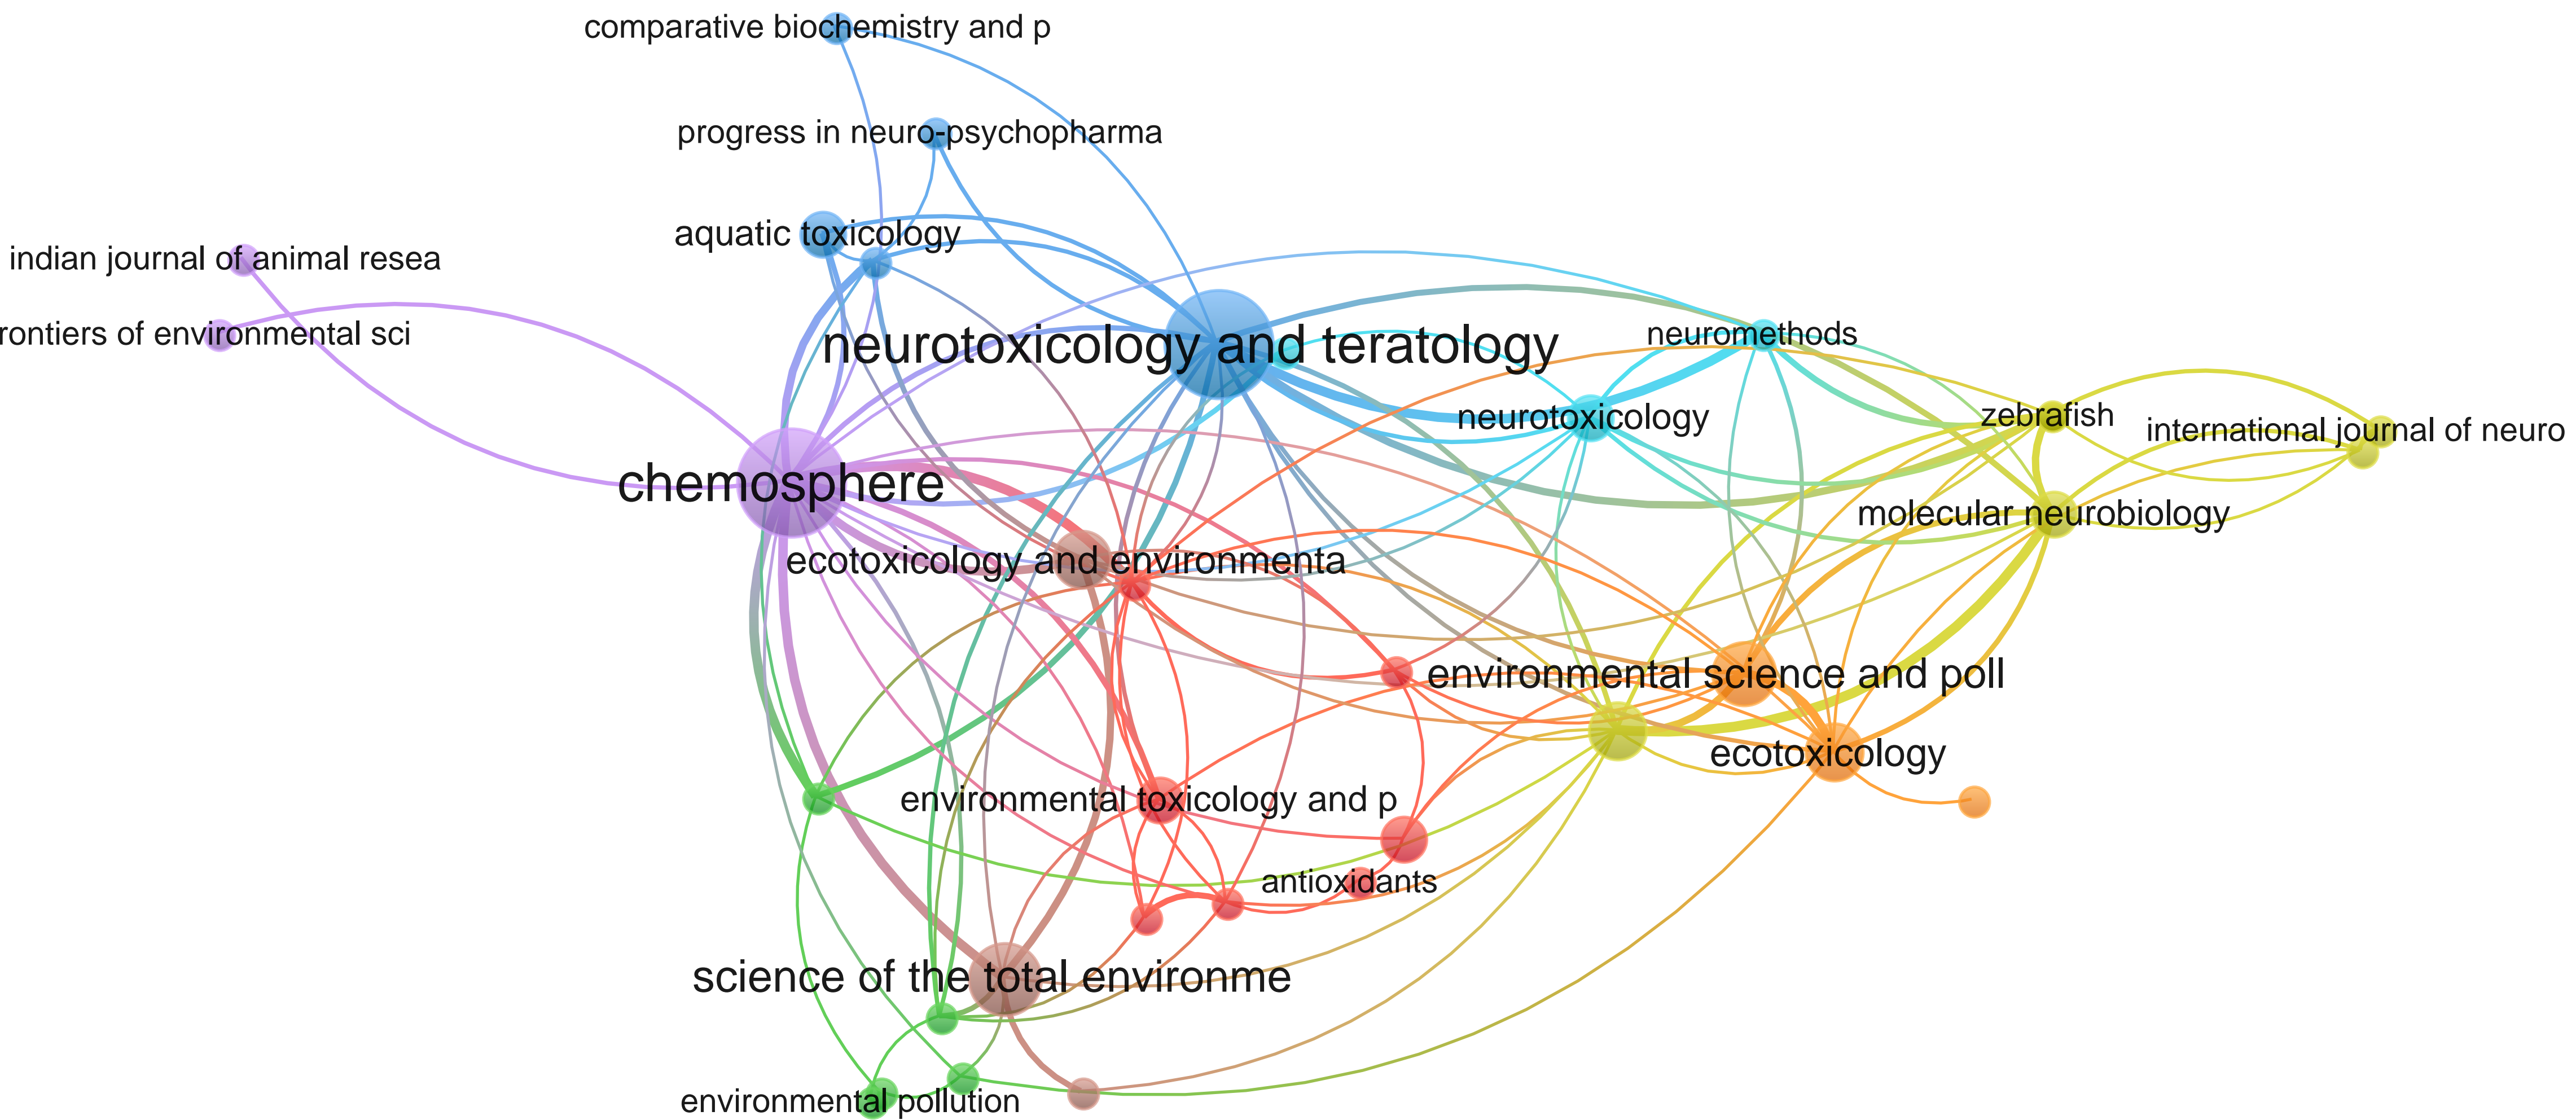 comparative biochemistry and p
progress in neuro-psychopharma
aquatic toxicology
indian journal of animal resea
rontiers of environmental sci
neurotoxicology and teratology
neuromethods
neurotoxicology
zebrafish
international journal of neuro
chemosphere
molecular neurobiology
ecotoxicology and environmenta
environmental science and poll
ecotoxicology
environmental toxicology and p
antioxidants
science of the total environme
environmental pollution